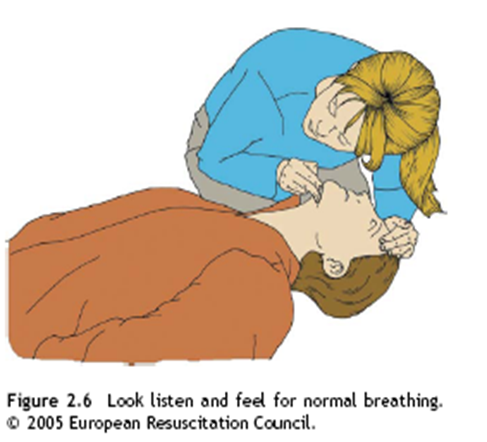 Figure 2.6 Look listen and feel for normal breathing.
© 2005 European Resuscitation Council.